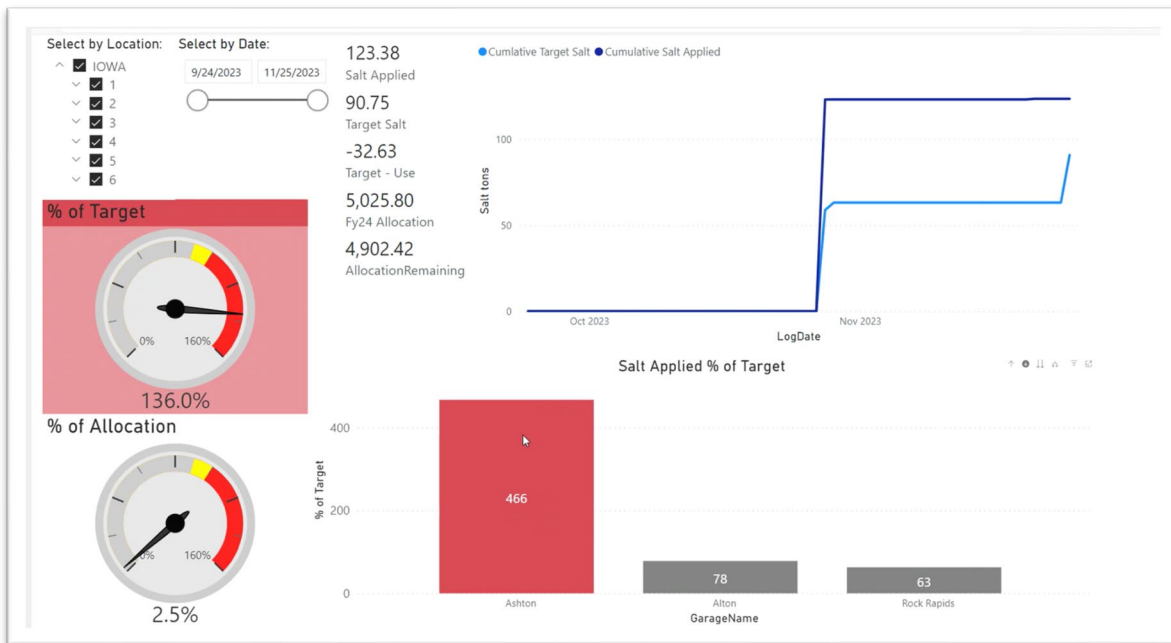 Select by Location:
IOWA
1
2
3
4
5
6
Select by Date:
9/24/2023 11/25/2023
123.38
Salt Applied
90.75
Target Salt
-32.63
Target - Use
5,025.80
Fy24 Allocation
4,902.42
AllocationRemaining
% of Target
0% 160%
136.0%
% of Allocation
0% 160%
2.5%
Cumlative Target Salt Cumulative Salt Applied
Salt tons
100
50
0
Oct 2023 Nov 2023
LogDate
Salt Applied % of Target
% of Target
400
200
0
466
78
63
Ashton Alton Rock Rapids
GarageName